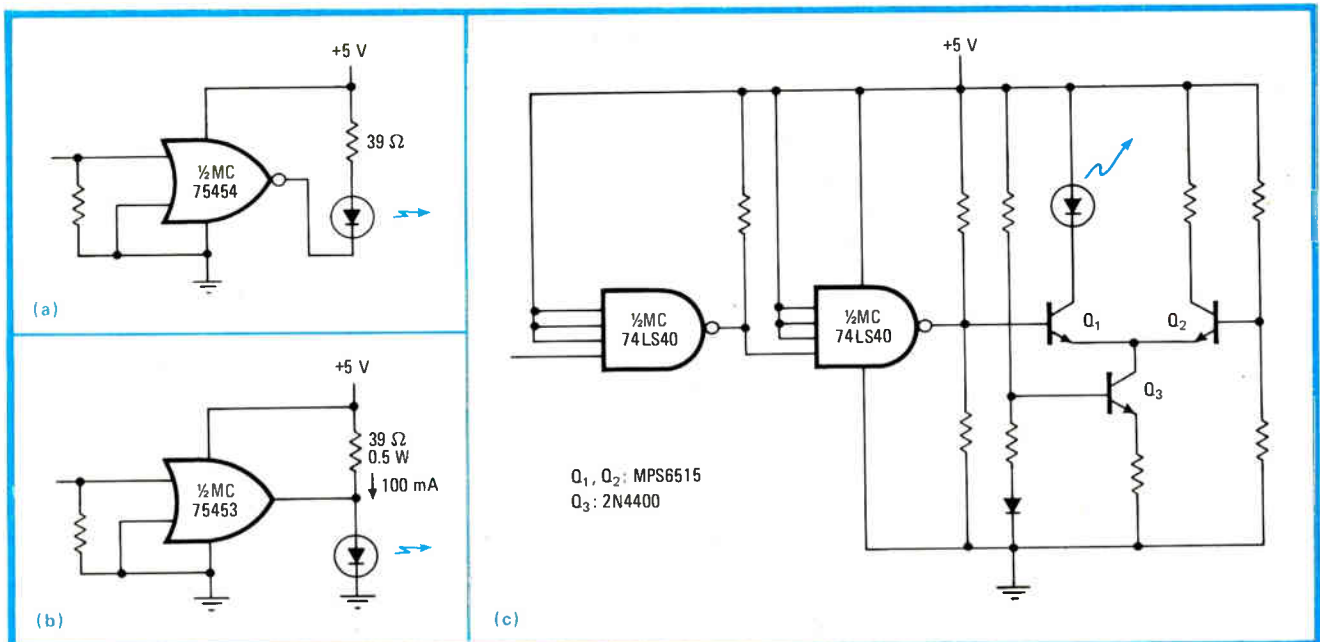 +5 V
39 Ω
½MC
75454
(a)
+5 V
39 Ω
0.5 W
100 mA
½MC
75453
(b)
+5 V
½MC
74LS40
½MC
74LS40
Q₁
Q₂
Q₃
Q₁, Q₂: MPS6515
Q₃: 2N4400
(c)